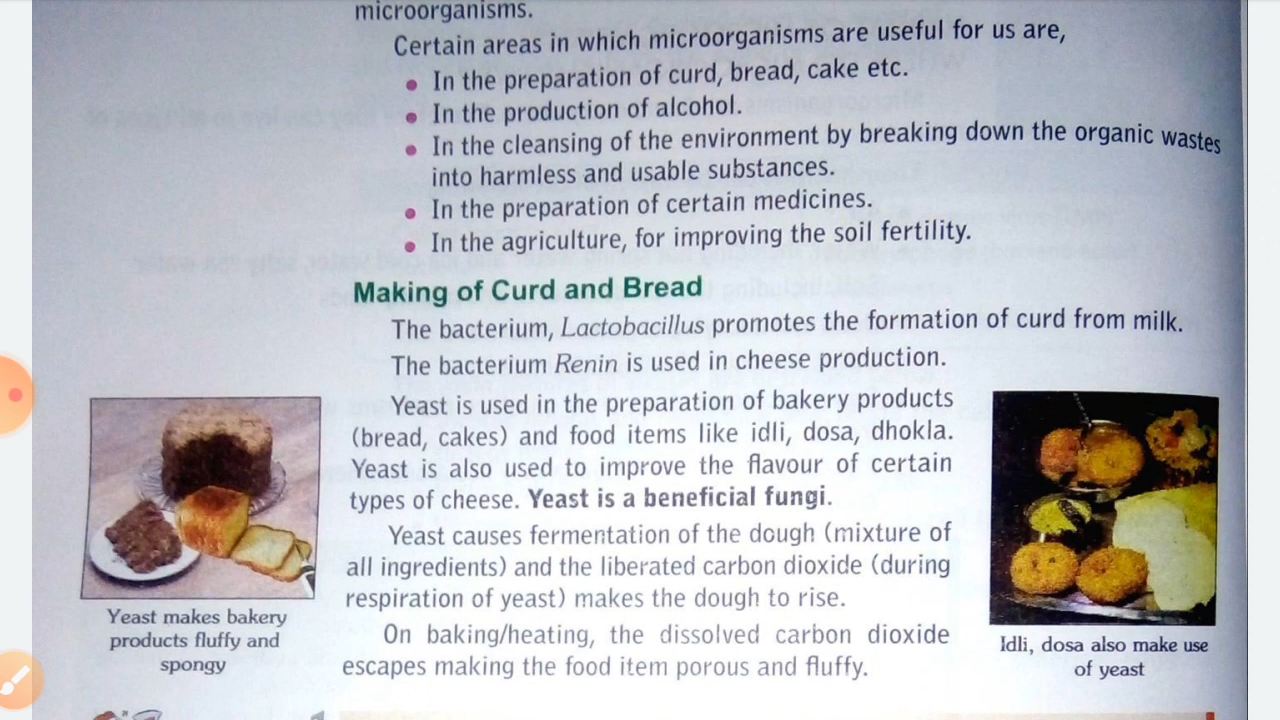 microorganisms.
Certain areas in which microorganisms are useful for us are,
• In the preparation of curd, bread, cake etc.
• In the production of alcohol.
• In the cleansing of the environment by breaking down the organic wastes
into harmless and usable substances.
• In the preparation of certain medicines.
• In the agriculture, for improving the soil fertility.
Making of Curd and Bread
The bacterium, Lactobacillus promotes the formation of curd from milk.
The bacterium Renin is used in cheese production.
Yeast is used in the preparation of bakery products
(bread, cakes) and food items like idli, dosa, dhokla.
Yeast is also used to improve the flavour of certain
types of cheese. Yeast is a beneficial fungi.
Yeast causes fermentation of the dough (mixture of
all ingredients) and the liberated carbon dioxide (during
respiration of yeast) makes the dough to rise.
On baking/heating, the dissolved carbon dioxide
escapes making the food item porous and fluffy.
Yeast makes bakery
products fluffy and
spongy
Idli, dosa also make use
of yeast